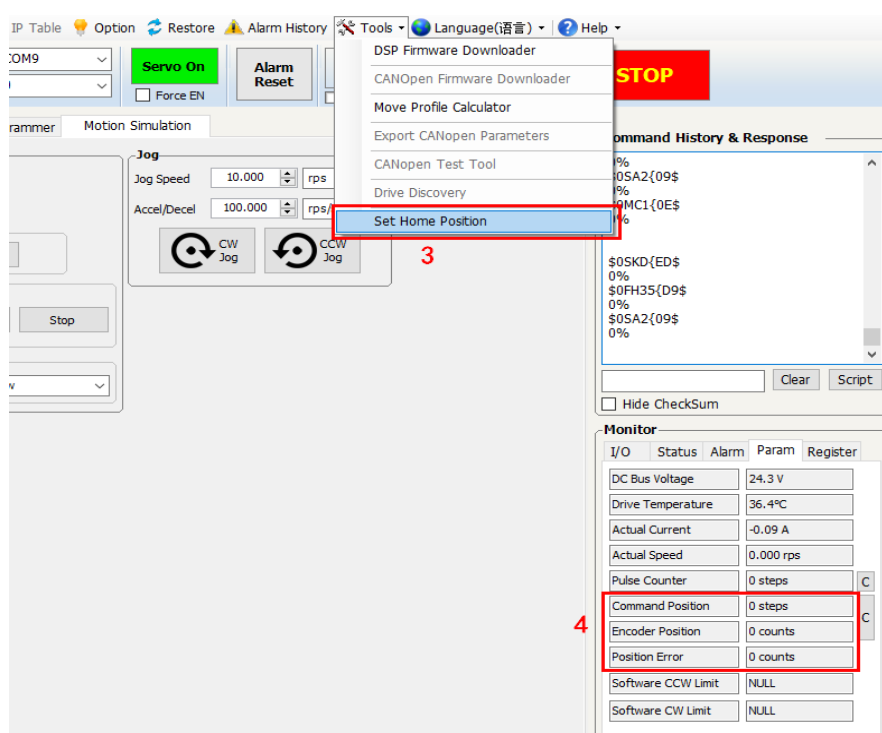 IP Table Option Restore Alarm History Tools Language(语言) Help
COM9
Servo On
Force EN
Alarm
Reset
DSP Firmware Downloader
CANOpen Firmware Downloader
Move Profile Calculator
Export CANopen Parameters
CANopen Test Tool
Drive Discovery
Set Home Position
3
STOP
rammer Motion Simulation
Jog
Jog Speed 10.000 rps
Accel/Decel 100.000 rps/
CW
Jog
CCW
Jog
Stop
ommand History & Response
0%
$0SA2{09$
0%
$0MC1{0E$
0%
$0SKD{ED$
0%
$0FH35{D9$
0%
$0SA2{09$
0%
Clear Script
Hide CheckSum
Monitor
I/O Status Alarm Param Register
DC Bus Voltage 24.3 V
Drive Temperature 36.4ºC
Actual Current -0.09 A
Actual Speed 0.000 rps
Pulse Counter 0 steps C
Command Position 0 steps
C
4
Encoder Position 0 counts
Position Error 0 counts
Software CCW Limit NULL
Software CW Limit NULL